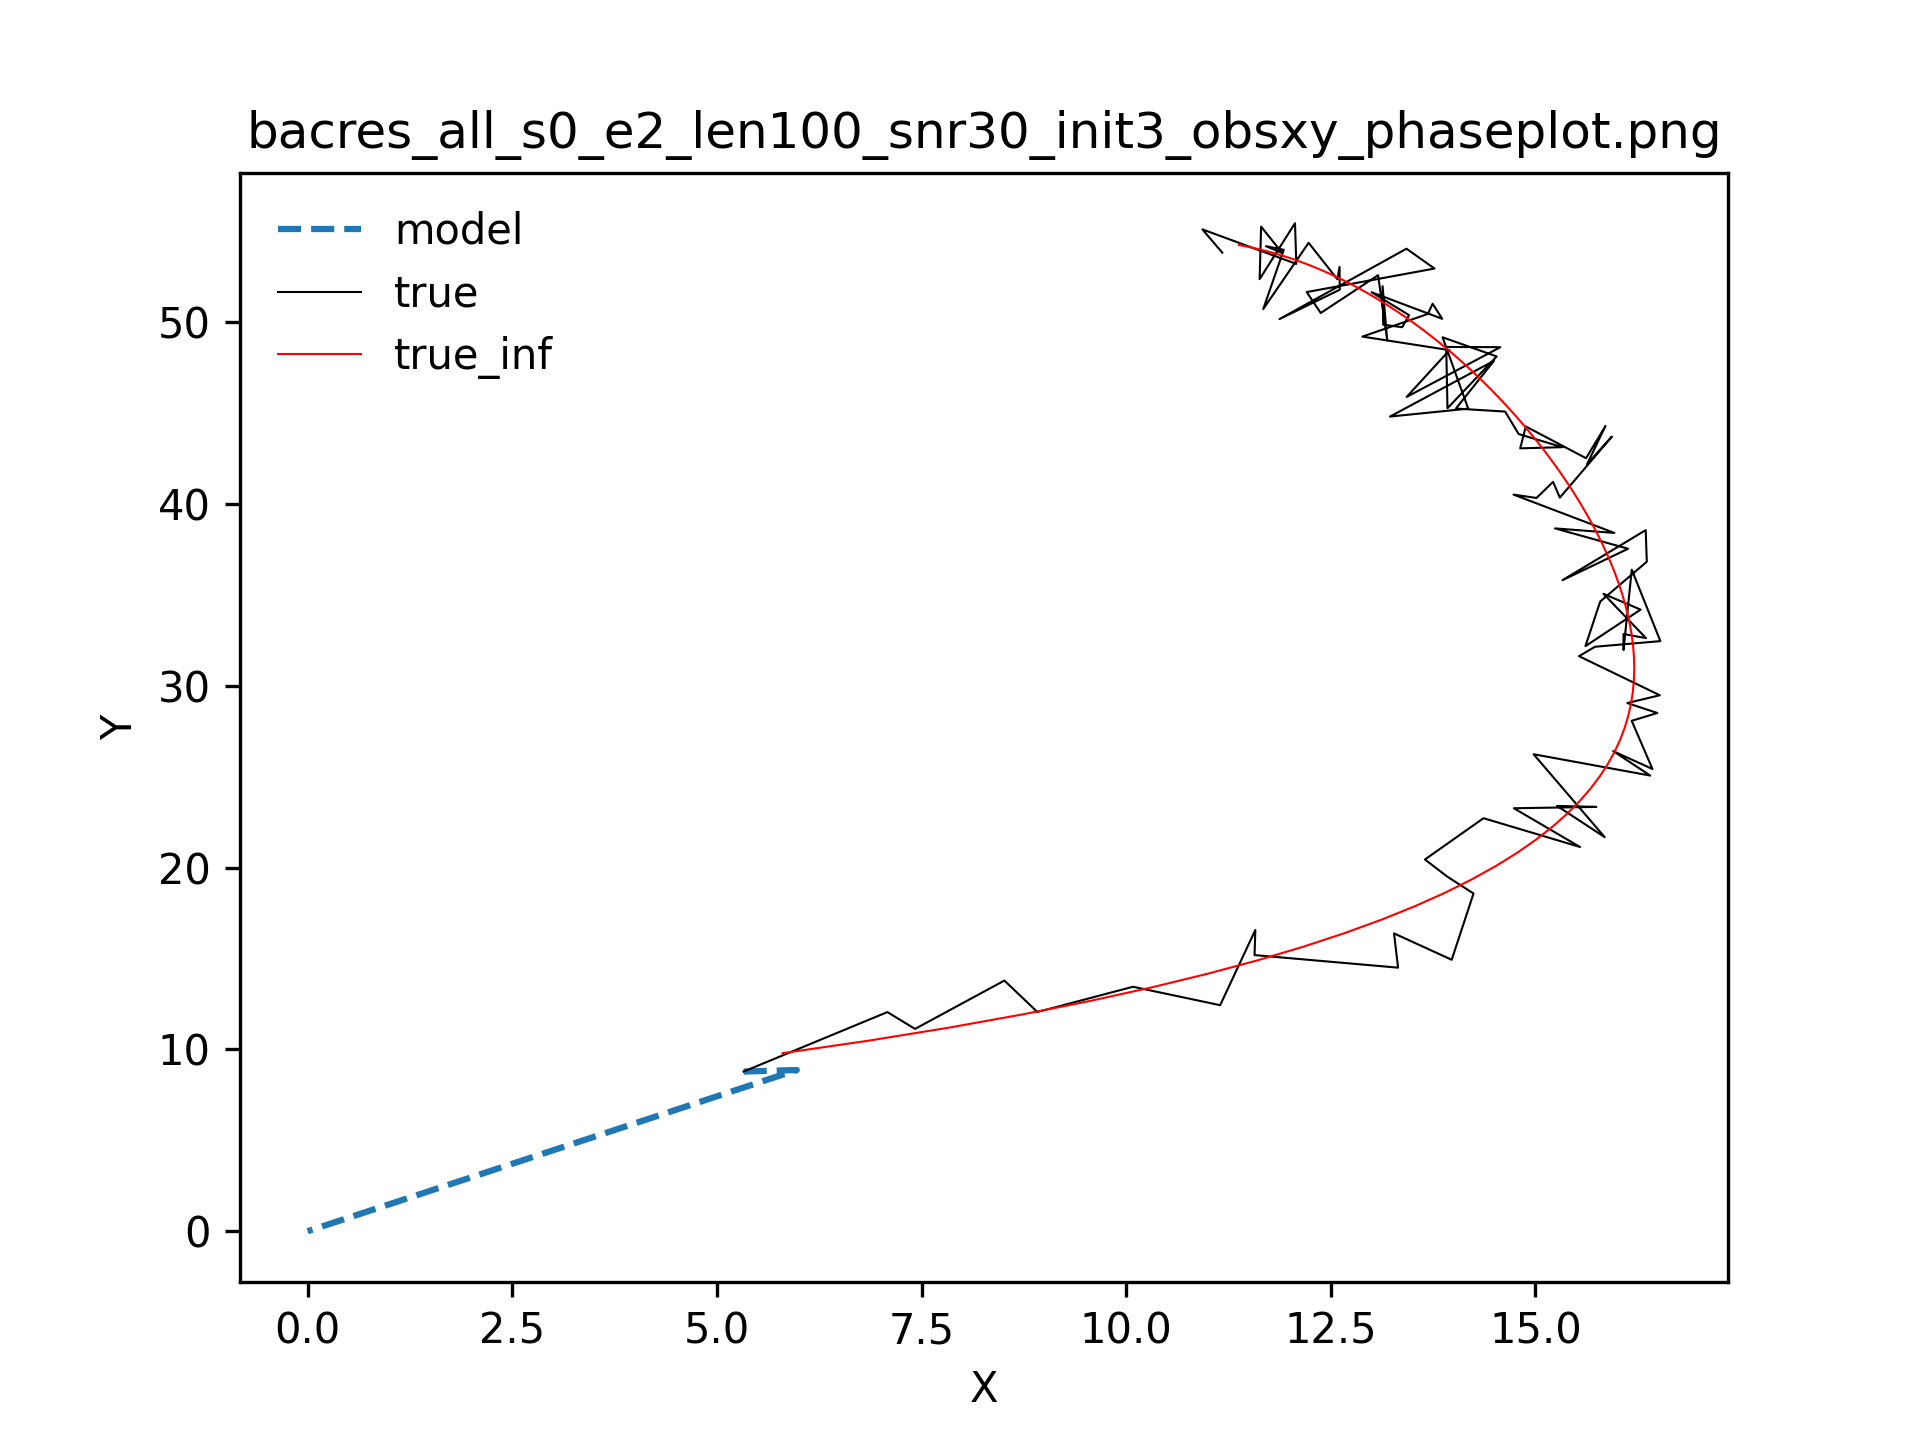 bacres_all_s0_e2_len100_snr30_init3_obsxy_phaseplot.png
model
true
true_inf
50
40
30
20
10
0
Y
0.0 2.5 5.0 7.5 10.0 12.5 15.0
X